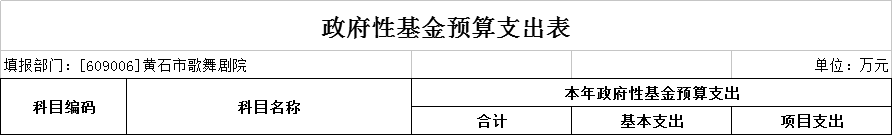 政府性基金预算支出表
填报部门：[609006]黄石市歌舞剧院 单位：万元
科目编码 科目名称 本年政府性基金预算支出
合计 基本支出 项目支出